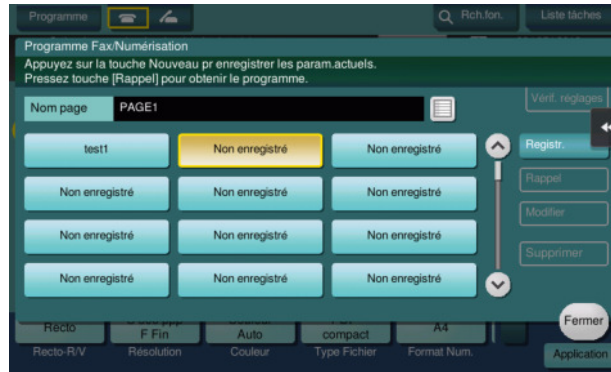 Programme
Rch.fon.
Liste tâches
Programme Fax/Numérisation
Appuyez sur la touche Nouveau pr enregistrer les param.actuels.
Pressez touche [Rappel] pour obtenir le programme.
Nom page
PAGE1
Vérif. réglages
test1
Non enregistré
Non enregistré
Registr.
Non enregistré
Non enregistré
Non enregistré
Rappel
Modifier
Non enregistré
Non enregistré
Non enregistré
Supprimer
Non enregistré
Non enregistré
Non enregistré
Fermer
Recto
F Fin
Auto
compact
A4
Recto-R/V
Résolution
Couleur
Type Fichier
Format Num.
Application